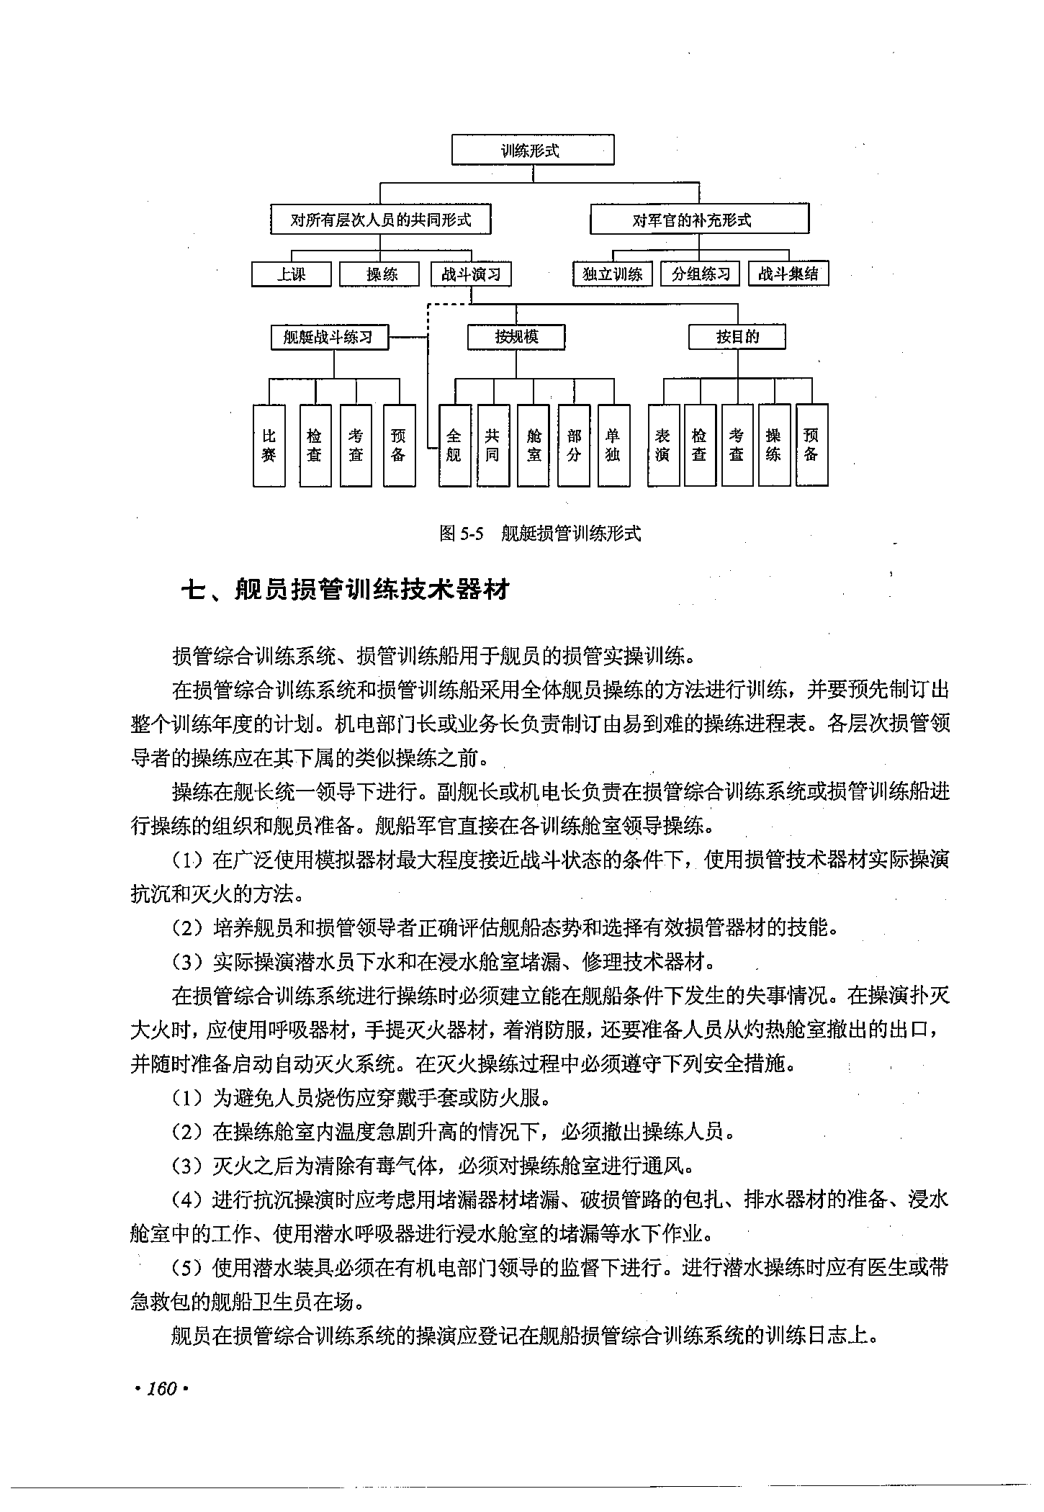 训练形式
对所有层次人员的共同形式 对军官的补充形式
上课 操练 战斗演习 独立训练 分组练习 战斗集结
舰艇战斗练习 按规模 按目的
比赛 检查 考查 预备 全舰 共同 舱室 部分 单独 表演 检查 考查 操练 预备
图 5-5 舰艇损管训练形式
七、舰员损管训练技术器材
损管综合训练系统、损管训练船用于舰员的损管实操训练。
在损管综合训练系统和损管训练船采用全体舰员操练的方法进行训练，并要预先制订出
整个训练年度的计划。机电部门长或业务长负责制订由易到难的操练进程表。各层次损管领
导者的操练应在其下属的类似操练之前。
操练在舰长统一领导下进行。副舰长或机电长负责在损管综合训练系统或损管训练船进
行操练的组织和舰员准备。舰船军官直接在各训练舱室领导操练。
（1）在广泛使用模拟器材最大程度接近战斗状态的条件下，使用损管技术器材实际操演
抗沉和灭火的方法。
（2）培养舰员和损管领导者正确评估舰船态势和选择有效损管器材的技能。
（3）实际操演潜水员下水和在浸水舱室堵漏、修理技术器材。
在损管综合训练系统进行操练时必须建立能在舰船条件下发生的失事情况。在操演扑灭
大火时，应使用呼吸器材，手提灭火器材，着消防服，还要准备人员从灼热舱室撤出的出口，
并随时准备启动自动灭火系统。在灭火操练过程中必须遵守下列安全措施。
（1）为避免人员烧伤应穿戴手套或防火服。
（2）在操练舱室内温度急剧升高的情况下，必须撤出操练人员。
（3）灭火之后为清除有毒气体，必须对操练舱室进行通风。
（4）进行抗沉操演时应考虑用堵漏器材堵漏、破损管路的包扎、排水器材的准备、浸水
舱室中的工作、使用潜水呼吸器进行浸水舱室的堵漏等水下作业。
（5）使用潜水装具必须在有机电部门领导的监督下进行。进行潜水操练时应有医生或带
急救包的舰船卫生员在场。
舰员在损管综合训练系统的操演应登记在舰船损管综合训练系统的训练日志上。
·160·